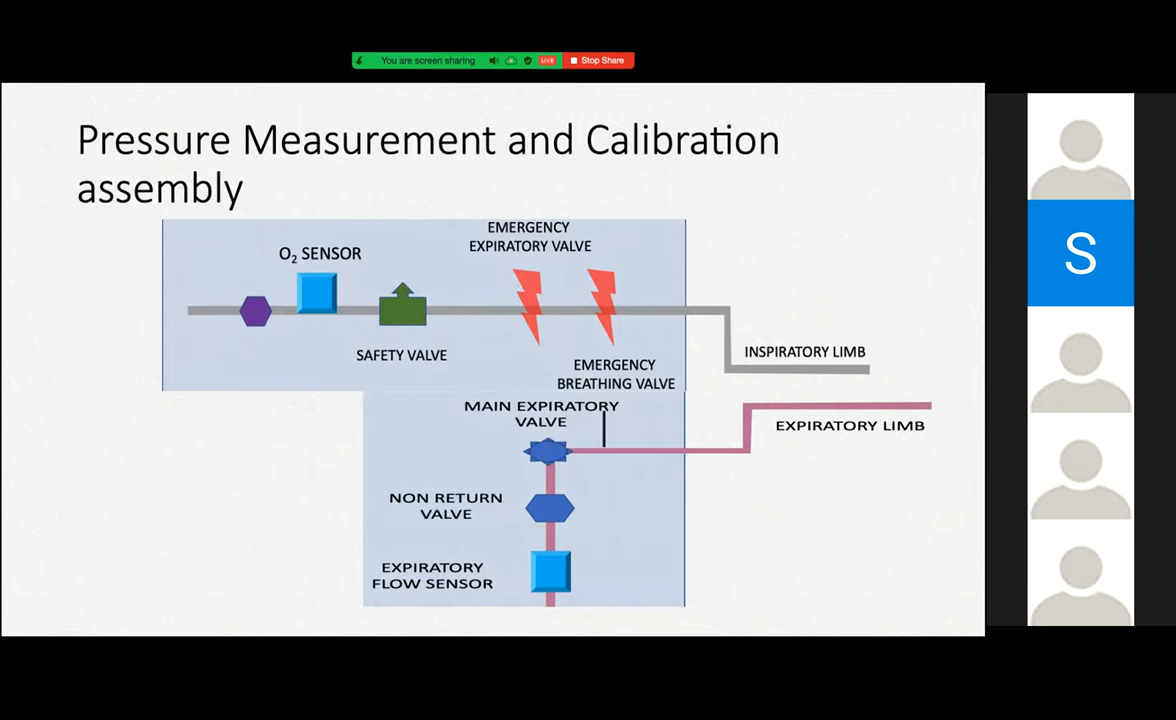 You are screen sharing
LIVE
Stop Share
Pressure Measurement and Calibration
assembly
EMERGENCY
EXPIRATORY VALVE
O₂ SENSOR
SAFETY VALVE
EMERGENCY
BREATHING VALVE
INSPIRATORY LIMB
MAIN EXPIRATORY
VALVE
EXPIRATORY LIMB
NON RETURN
VALVE
EXPIRATORY
FLOW SENSOR
S